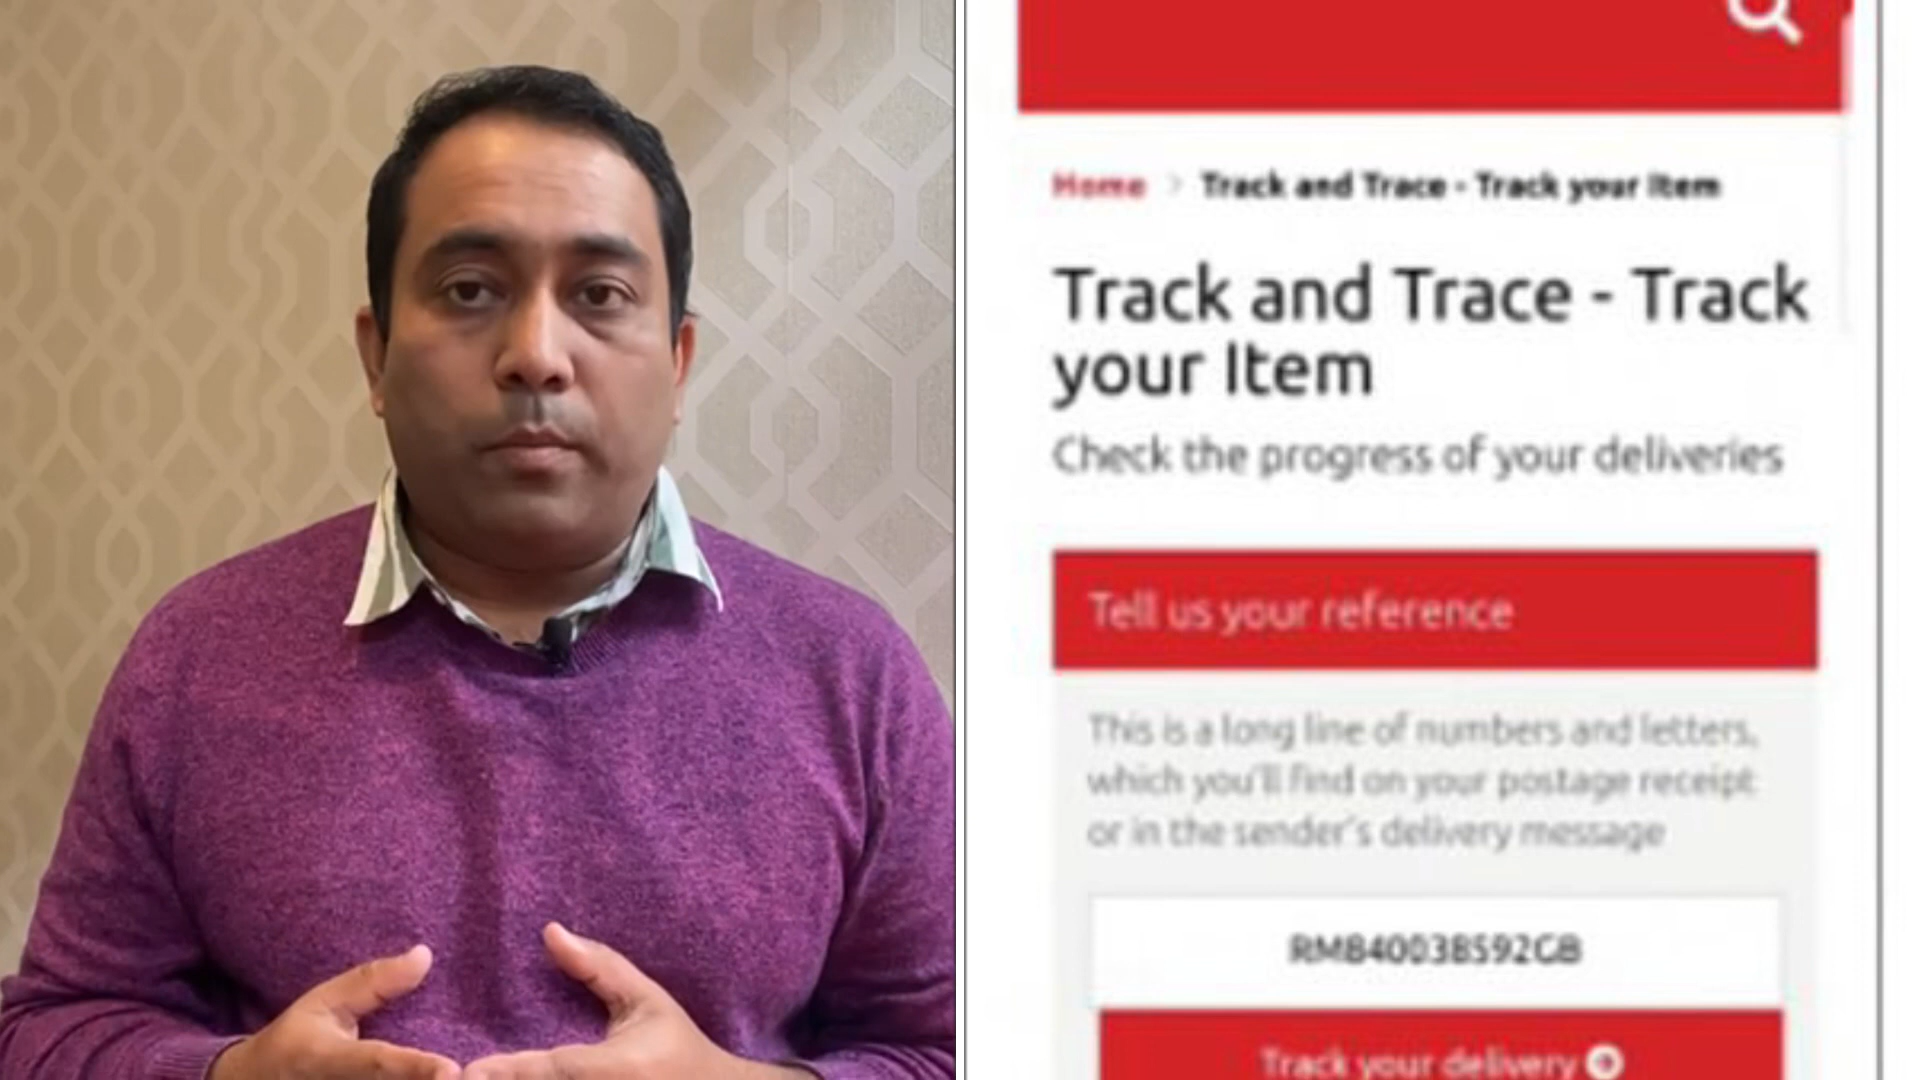 Home > Track and Trace - Track your Item
Track and Trace - Track
your Item
Check the progress of your deliveries
Tell us your reference
This is a long line of numbers and letters,
which you'll find on your postage receipt
or in the sender's delivery message
Track your delivery